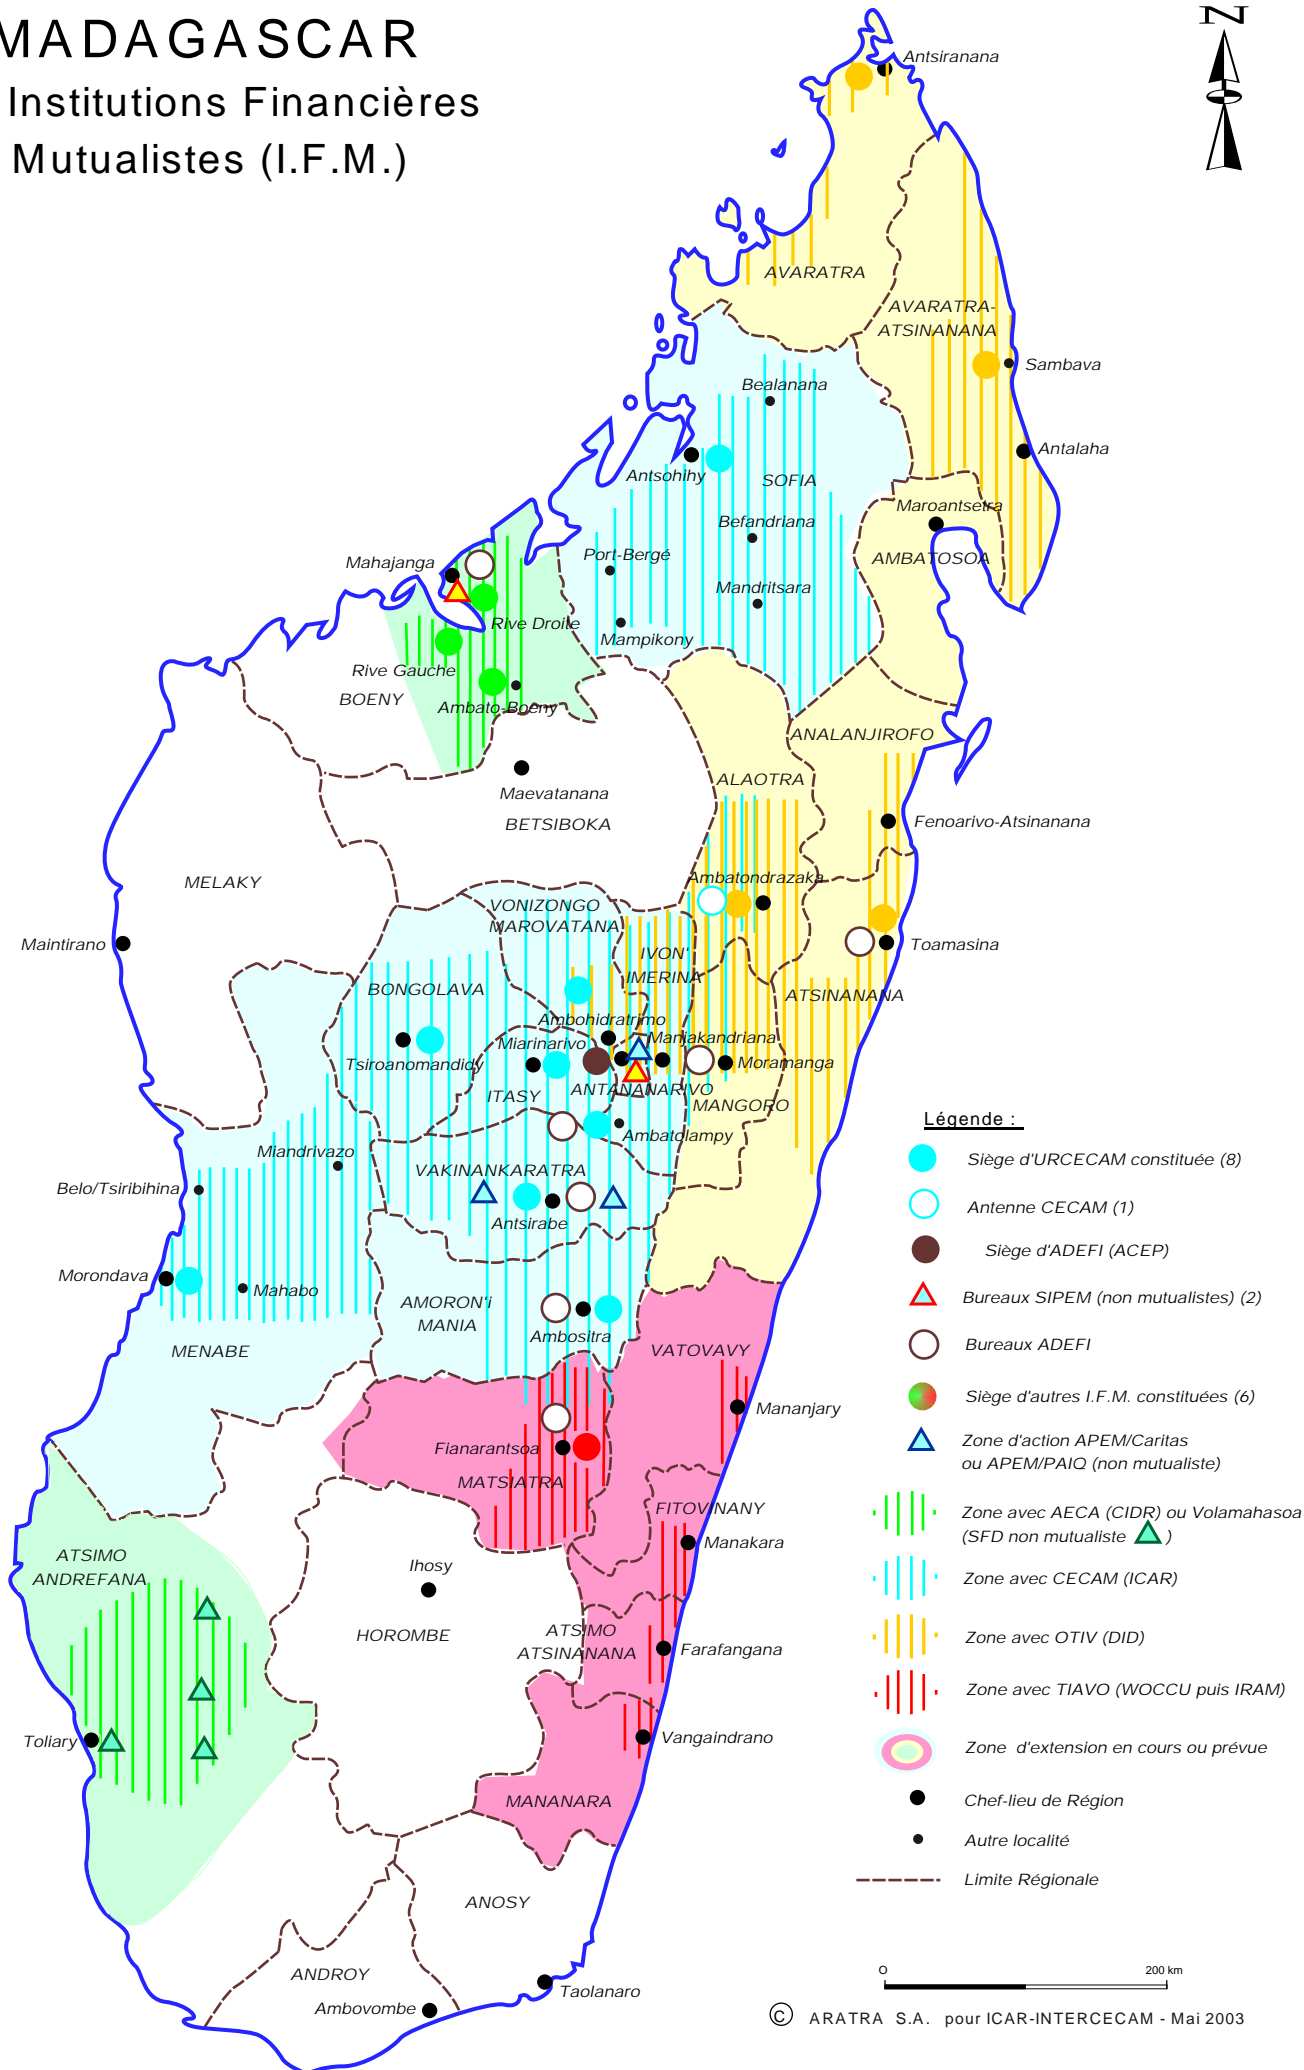 MADAGASCAR
Institutions Financières
Mutualistes (I.F.M.)
N
Antsiranana
AVARATRA
AVARATRA-
ATSINANANA
Sambava
Bealanana
Antalaha
Antsohihy
SOFIA
Maroantsetra
Befandriana
Port-Bergé
AMBATOSOA
Mahajanga
Mandritsara
Rive Droite
Mampikony
Rive Gauche
BOENY
Ambato-Boeny
ANALANJIROFO
ALAOTRA
Maevatanana
BETSIBOKA
Fenoarivo-Atsinanana
MELAKY
Ambatondrazaka
VONIZONGO
MAROVATANA
Maintirano
Toamasina
IVON'
IMERINA
BONGOLAVA
ATSINANANA
Ambohidratrimo
Manjakandriana
Miarinarivo
Tsiroanomandidy
Moramanga
ITASY
ANTANANARIVO
MANGORO
Ambatolampy
Miandrivazo
VAKINANKARATRA
Belo/Tsiribihina
Antsirabe
Morondava
Mahabo
AMORON'i
MANIA
Ambositra
MENABE
VATOVAVY
Mananjary
Fianarantsoa
MATSIATRA
FITOVINANY
Manakara
ATSIMO
ANDREFANA
Ihosy
HOROMBE
ATSIMO
ATSINANANA
Farafangana
Toliary
Vangaindrano
MANANARA
ANOSY
ANDROY
Ambovombe
Taolanaro
Légende :
Siège d'URCECAM constituée (8)
Antenne CECAM (1)
Siège d'ADEFI (ACEP)
Bureaux SIPEM (non mutualistes) (2)
Bureaux ADEFI
Siège d'autres I.F.M. constituées (6)
Zone d'action APEM/Caritas
ou APEM/PAIQ (non mutualiste)
Zone avec AECA (CIDR) ou Volamahasoa
(SFD non mutualiste )
Zone avec CECAM (ICAR)
Zone avec OTIV (DID)
Zone avec TIAVO (WOCCU puis IRAM)
Zone d'extension en cours ou prévue
Chef-lieu de Région
Autre localité
Limite Régionale
O 200 km
© ARATRA S.A. pour ICAR-INTERCECAM - Mai 2003